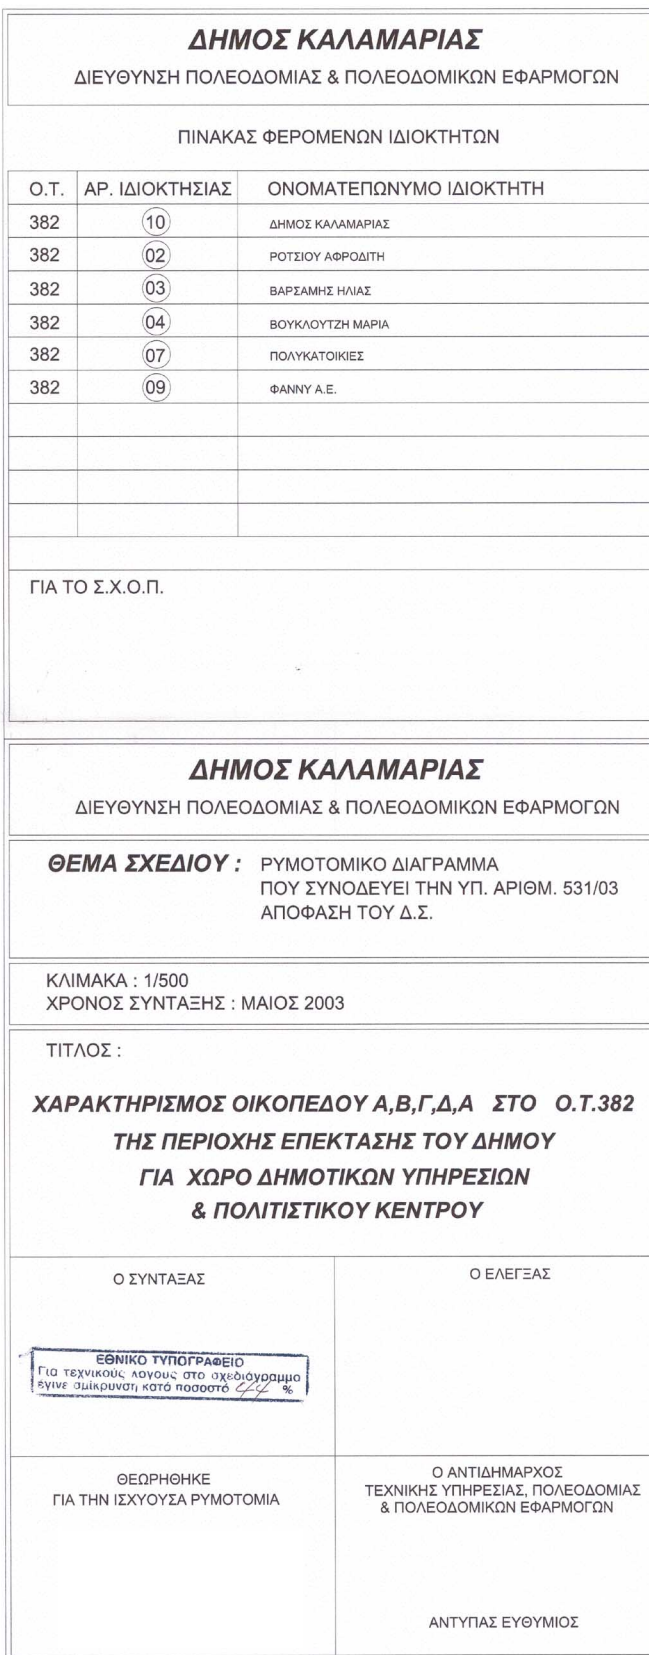 ΔΗΜΟΣ ΚΑΛΑΜΑΡΙΑΣ
ΔΙΕΥΘΥΝΣΗ ΠΟΛΕΟΔΟΜΙΑΣ & ΠΟΛΕΟΔΟΜΙΚΩΝ ΕΦΑΡΜΟΓΩΝ
ΠΙΝΑΚΑΣ ΦΕΡΟΜΕΝΩΝ ΙΔΙΟΚΤΗΤΩΝ
Ο.Τ. ΑΡ. ΙΔΙΟΚΤΗΣΙΑΣ ΟΝΟΜΑΤΕΠΩΝΥΜΟ ΙΔΙΟΚΤΗΤΗ
382 10 ΔΗΜΟΣ ΚΑΛΑΜΑΡΙΑΣ
382 02 ΡΟΤΣΙΟΥ ΑΦΡΟΔΙΤΗ
382 03 ΒΑΡΣΑΜΗΣ ΗΛΙΑΣ
382 04 ΒΟΥΚΛΟΥΤΖΗ ΜΑΡΙΑ
382 07 ΠΟΛΥΚΑΤΟΙΚΙΕΣ
382 09 ΦΑΝΝΥ Α.Ε.
ΓΙΑ ΤΟ Σ.Χ.Ο.Π.
ΔΗΜΟΣ ΚΑΛΑΜΑΡΙΑΣ
ΔΙΕΥΘΥΝΣΗ ΠΟΛΕΟΔΟΜΙΑΣ & ΠΟΛΕΟΔΟΜΙΚΩΝ ΕΦΑΡΜΟΓΩΝ
ΘΕΜΑ ΣΧΕΔΙΟΥ : ΡΥΜΟΤΟΜΙΚΟ ΔΙΑΓΡΑΜΜΑ
ΠΟΥ ΣΥΝΟΔΕΥΕΙ ΤΗΝ ΥΠ. ΑΡΙΘΜ. 531/03
ΑΠΟΦΑΣΗ ΤΟΥ Δ.Σ.
ΚΛΙΜΑΚΑ : 1/500
ΧΡΟΝΟΣ ΣΥΝΤΑΞΗΣ : ΜΑΙΟΣ 2003
ΤΙΤΛΟΣ :
ΧΑΡΑΚΤΗΡΙΣΜΟΣ ΟΙΚΟΠΕΔΟΥ Α,Β,Γ,Δ,Α ΣΤΟ Ο.Τ.382
ΤΗΣ ΠΕΡΙΟΧΗΣ ΕΠΕΚΤΑΣΗΣ ΤΟΥ ΔΗΜΟΥ
ΓΙΑ ΧΩΡΟ ΔΗΜΟΤΙΚΩΝ ΥΠΗΡΕΣΙΩΝ
& ΠΟΛΙΤΙΣΤΙΚΟΥ ΚΕΝΤΡΟΥ
Ο ΣΥΝΤΑΞΑΣ
Ο ΕΛΕΓΞΑΣ
ΕΘΝΙΚΟ ΤΥΠΟΓΡΑΦΕΙΟ
Για τεχνικούς λόγους στο σχεδιάγραμμα
έγινε σμίκρυνση κατά ποσοστό 44 %
ΘΕΩΡΗΘΗΚΕ
ΓΙΑ ΤΗΝ ΙΣΧΥΟΥΣΑ ΡΥΜΟΤΟΜΙΑ
Ο ΑΝΤΙΔΗΜΑΡΧΟΣ
ΤΕΧΝΙΚΗΣ ΥΠΗΡΕΣΙΑΣ, ΠΟΛΕΟΔΟΜΙΑΣ
& ΠΟΛΕΟΔΟΜΙΚΩΝ ΕΦΑΡΜΟΓΩΝ
ΑΝΤΥΠΑΣ ΕΥΘΥΜΙΟΣ